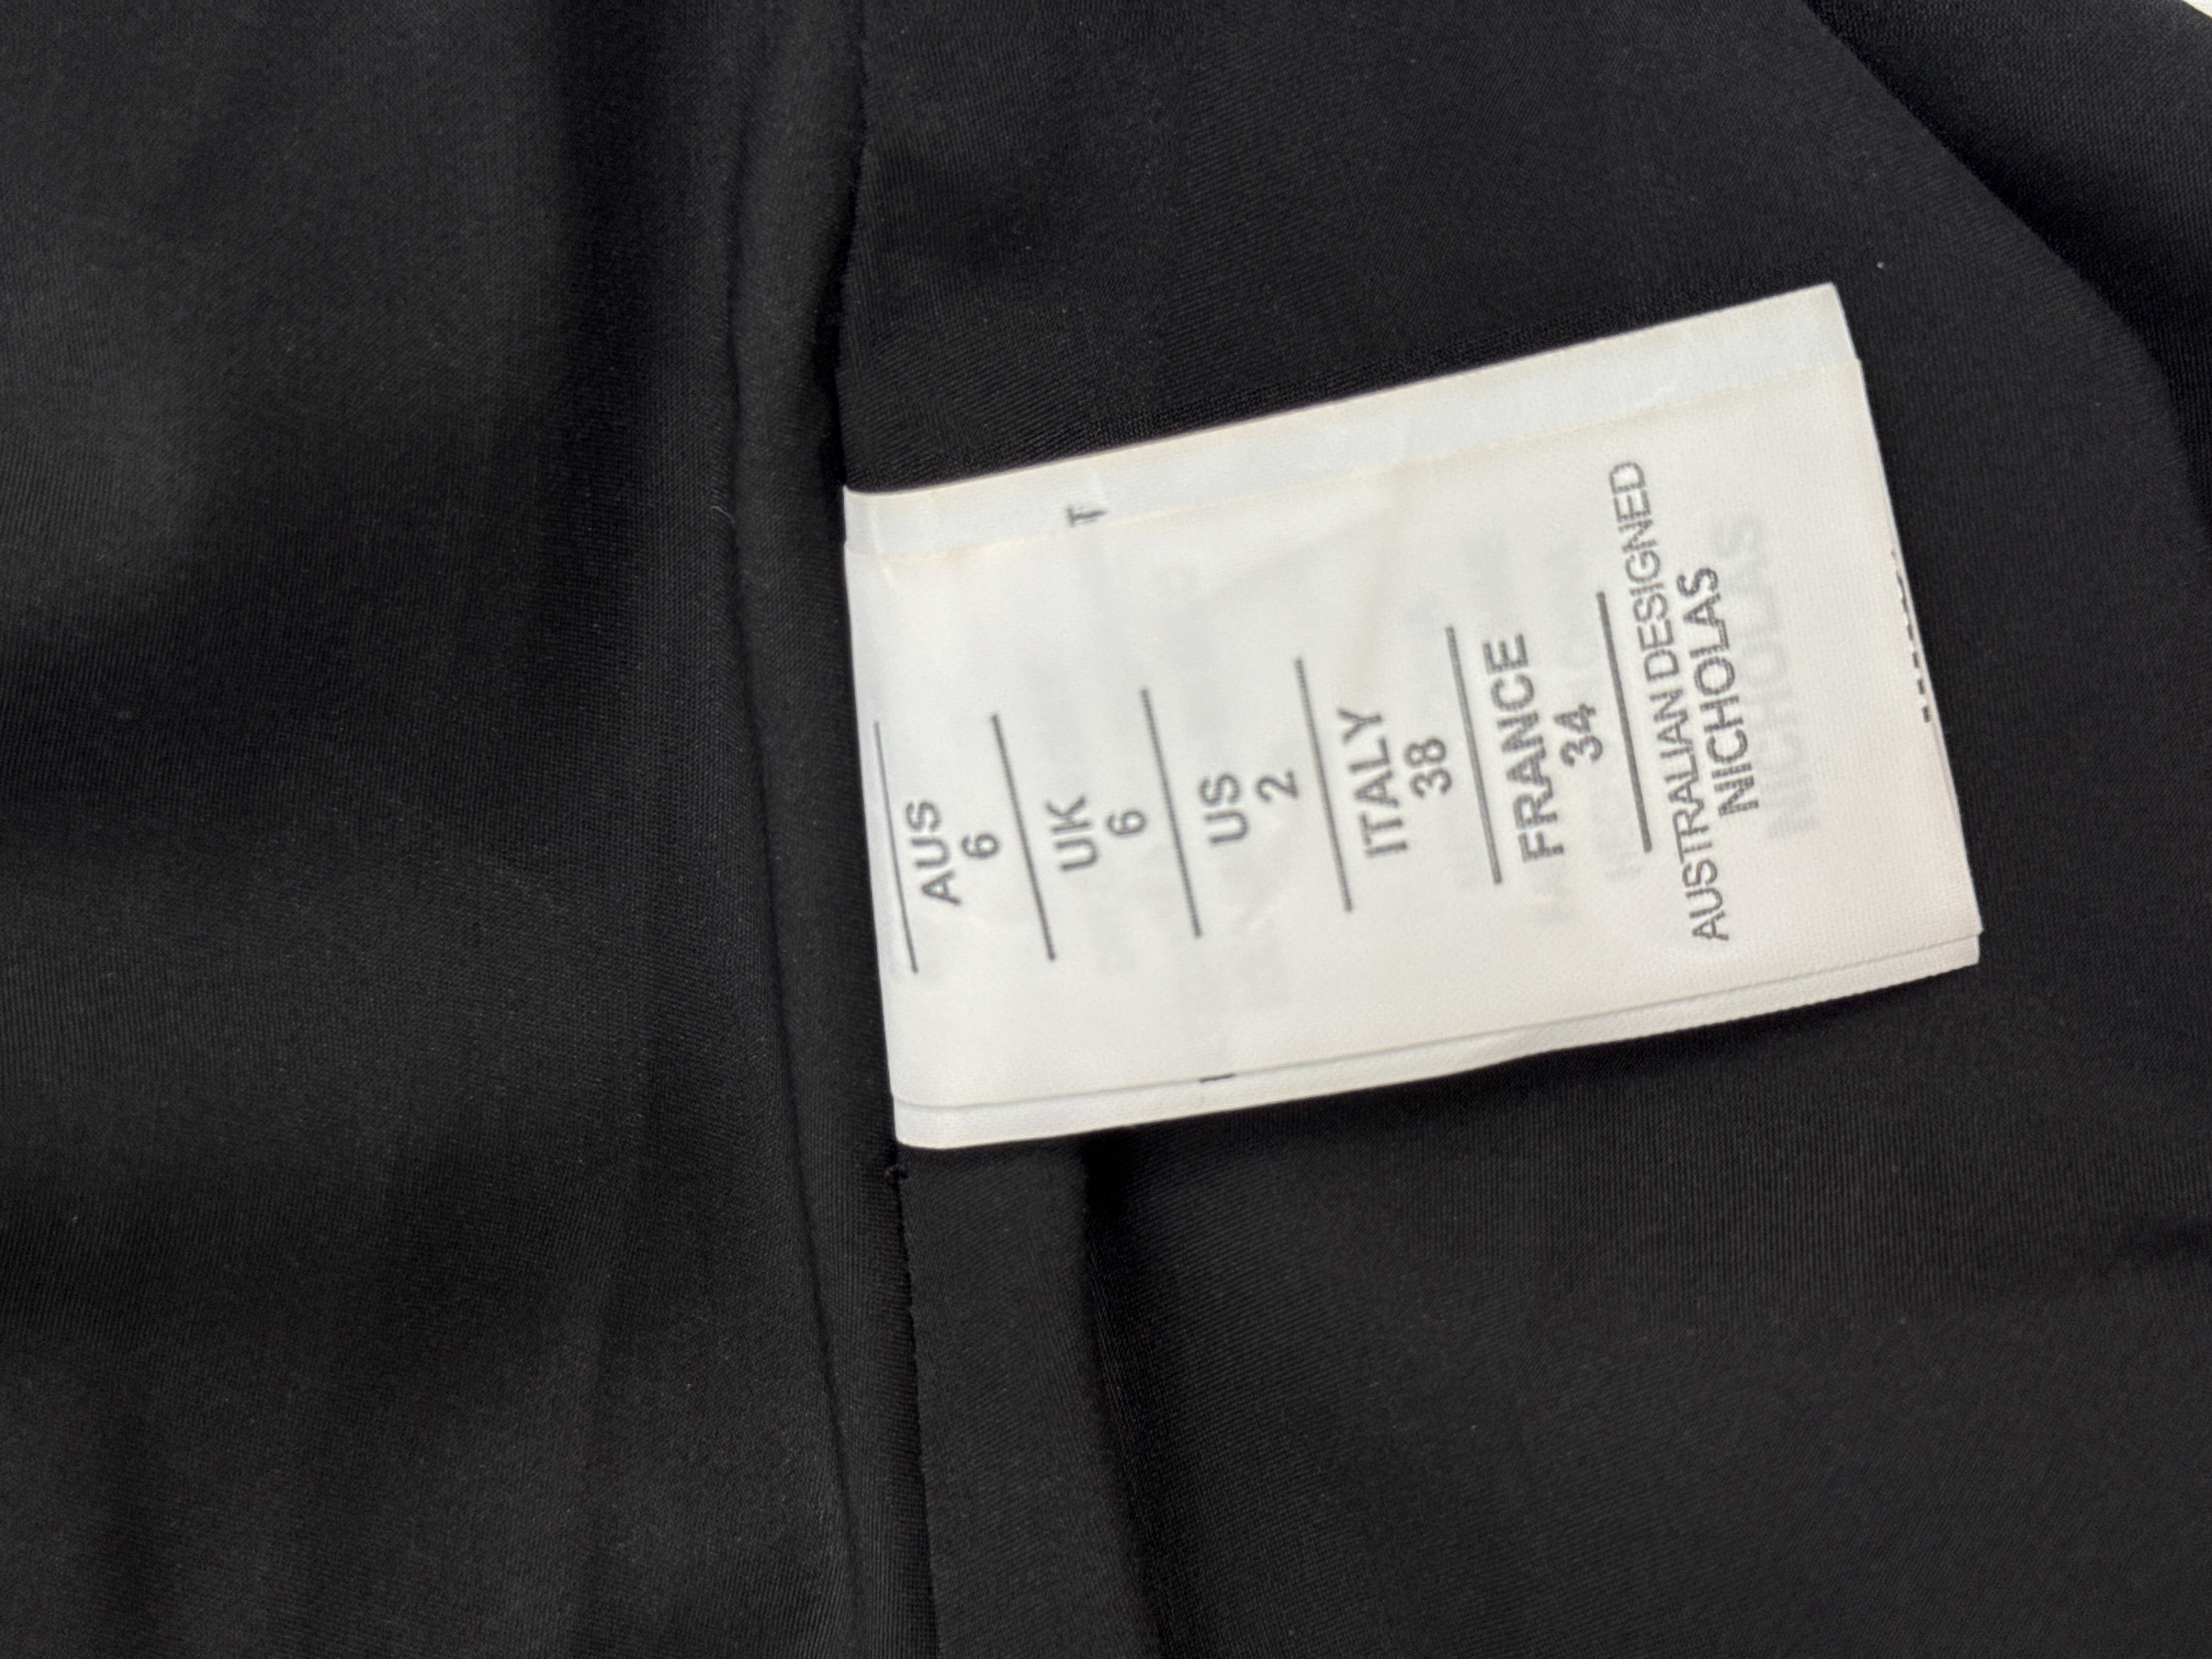 AUS
6
UK
6
US
2
ITALY
38
FRANCE
34
AUSTRALIAN DESIGNED
NICHOLAS